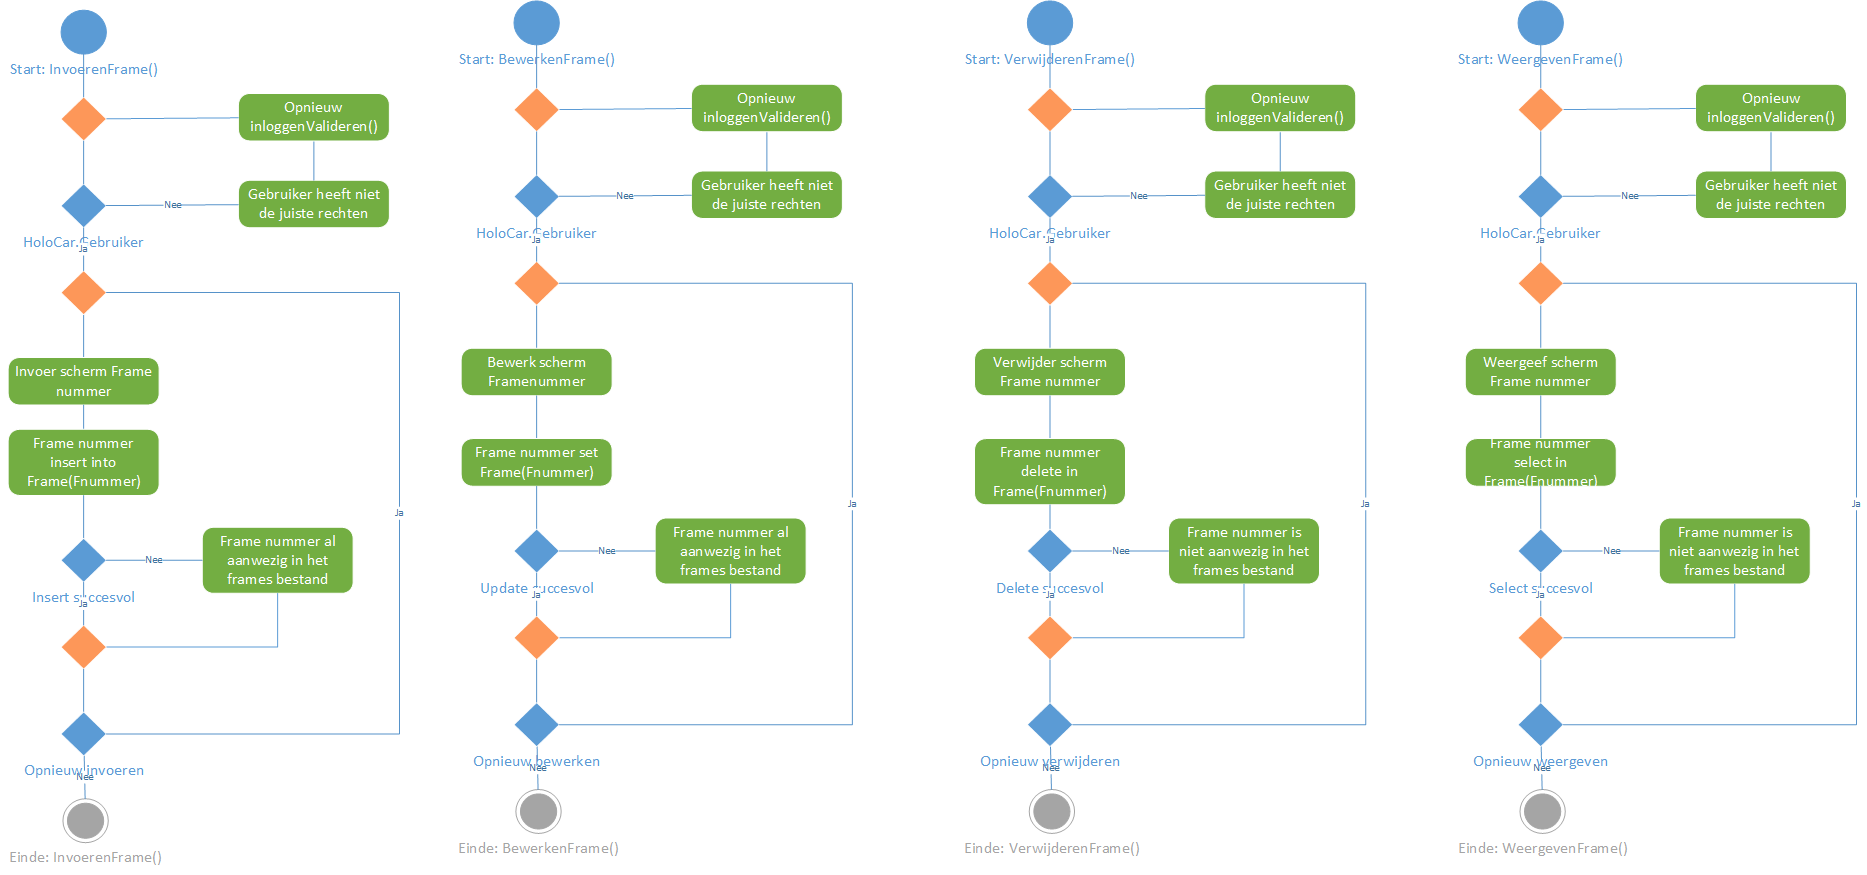 Start: InvoerenFrame()
Opnieuw
inloggenValideren()
Gebruiker heeft niet
de juiste rechten
Nee
HoloCar.Gebruiker
Ja
Invoer scherm Frame
nummer
Frame nummer
insert into
Frame(Fnummer)
Ja
Frame nummer al
aanwezig in het
frames bestand
Nee
Insert succesvol
Ja
Opnieuw invoeren
Nee
Einde: InvoerenFrame()
Start: BewerkenFrame()
Opnieuw
inloggenValideren()
Gebruiker heeft niet
de juiste rechten
Nee
HoloCar.Gebruiker
Ja
Bewerk scherm
Framenummer
Frame nummer set
Frame(Fnummer)
Ja
Frame nummer al
aanwezig in het
frames bestand
Nee
Update succesvol
Ja
Opnieuw bewerken
Nee
Einde: BewerkenFrame()
Start: VerwijderenFrame()
Opnieuw
inloggenValideren()
Gebruiker heeft niet
de juiste rechten
Nee
HoloCar.Gebruiker
Ja
Verwijder scherm
Frame nummer
Frame nummer
delete in
Frame(Fnummer)
Ja
Frame nummer is
niet aanwezig in het
frames bestand
Nee
Delete succesvol
Ja
Opnieuw verwijderen
Nee
Einde: VerwijderenFrame()
Start: WeergevenFrame()
Opnieuw
inloggenValideren()
Gebruiker heeft niet
de juiste rechten
Nee
HoloCar.Gebruiker
Ja
Weergeef scherm
Frame nummer
Frame nummer
select in
Frame(Fnummer)
Ja
Frame nummer is
niet aanwezig in het
frames bestand
Nee
Select succesvol
Ja
Opnieuw weergeven
Nee
Einde: WeergevenFrame()